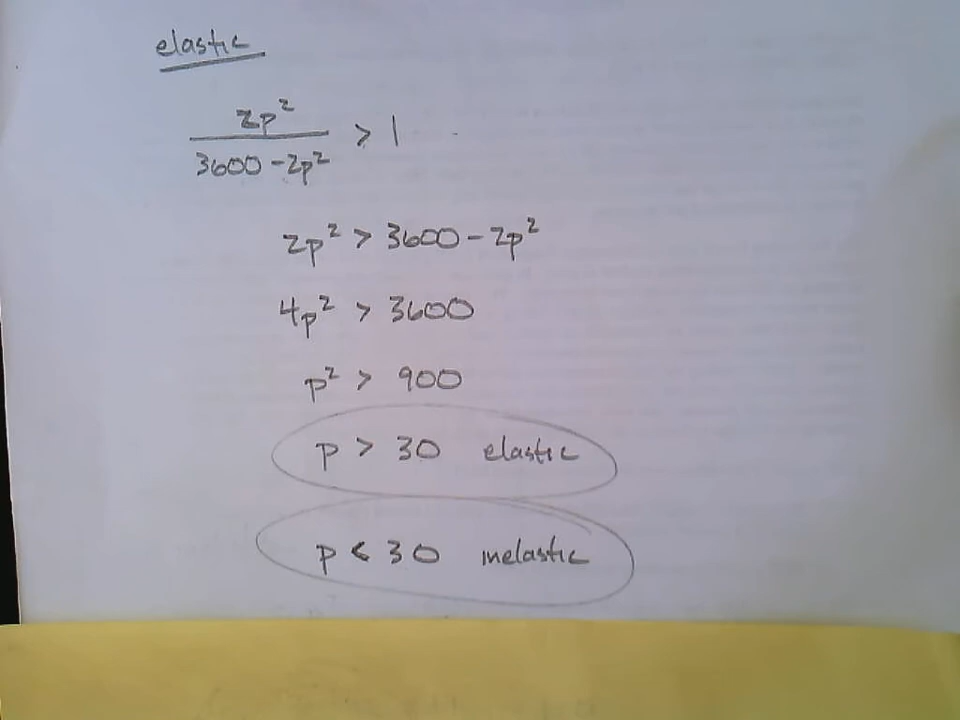 elastic
2p² / 3600 - 2p² > 1
2p² > 3600 - 2p²
4p² > 3600
p² > 900
p > 30 elastic
p < 30 inelastic